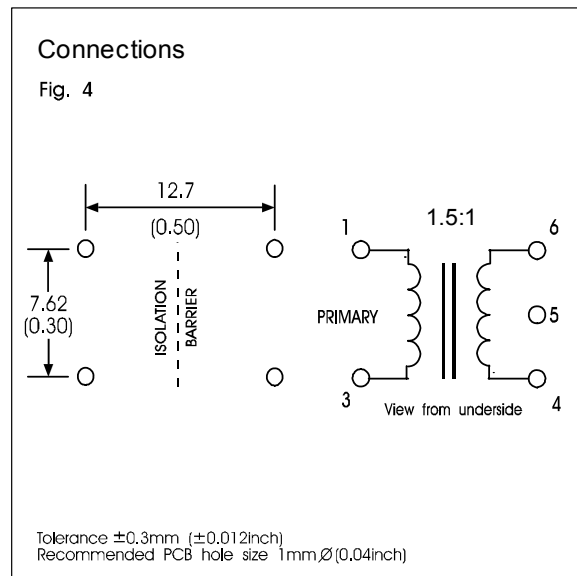 Connections
Fig. 4
12.7
(0.50)
7.62
(0.30)
ISOLATION
BARRIER
1
1.5:1
6
PRIMARY
5
3
4
View from underside
Tolerance ±0.3mm (±0.012inch)
Recommended PCB hole size 1mmØ(0.04inch)